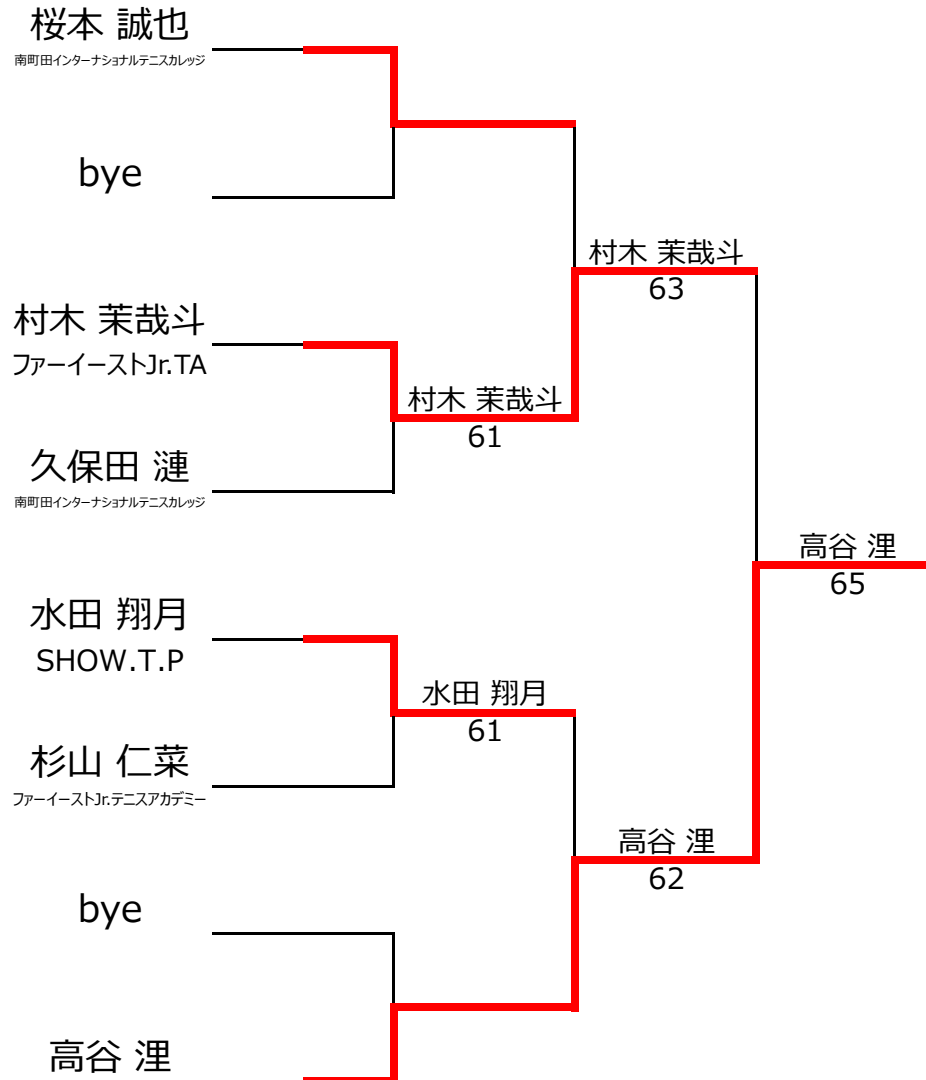 桜本 誠也
南町田インターナショナルテニスカレッジ
bye
村木 茉哉斗
63
村木 茉哉斗
ファーイーストJr.TA
村木 茉哉斗
61
久保田 漣
南町田インターナショナルテニスカレッジ
高谷 浬
65
水田 翔月
SHOW.T.P
水田 翔月
61
杉山 仁菜
ファーイーストJr.テニスアカデミー
高谷 浬
62
bye
高谷 浬